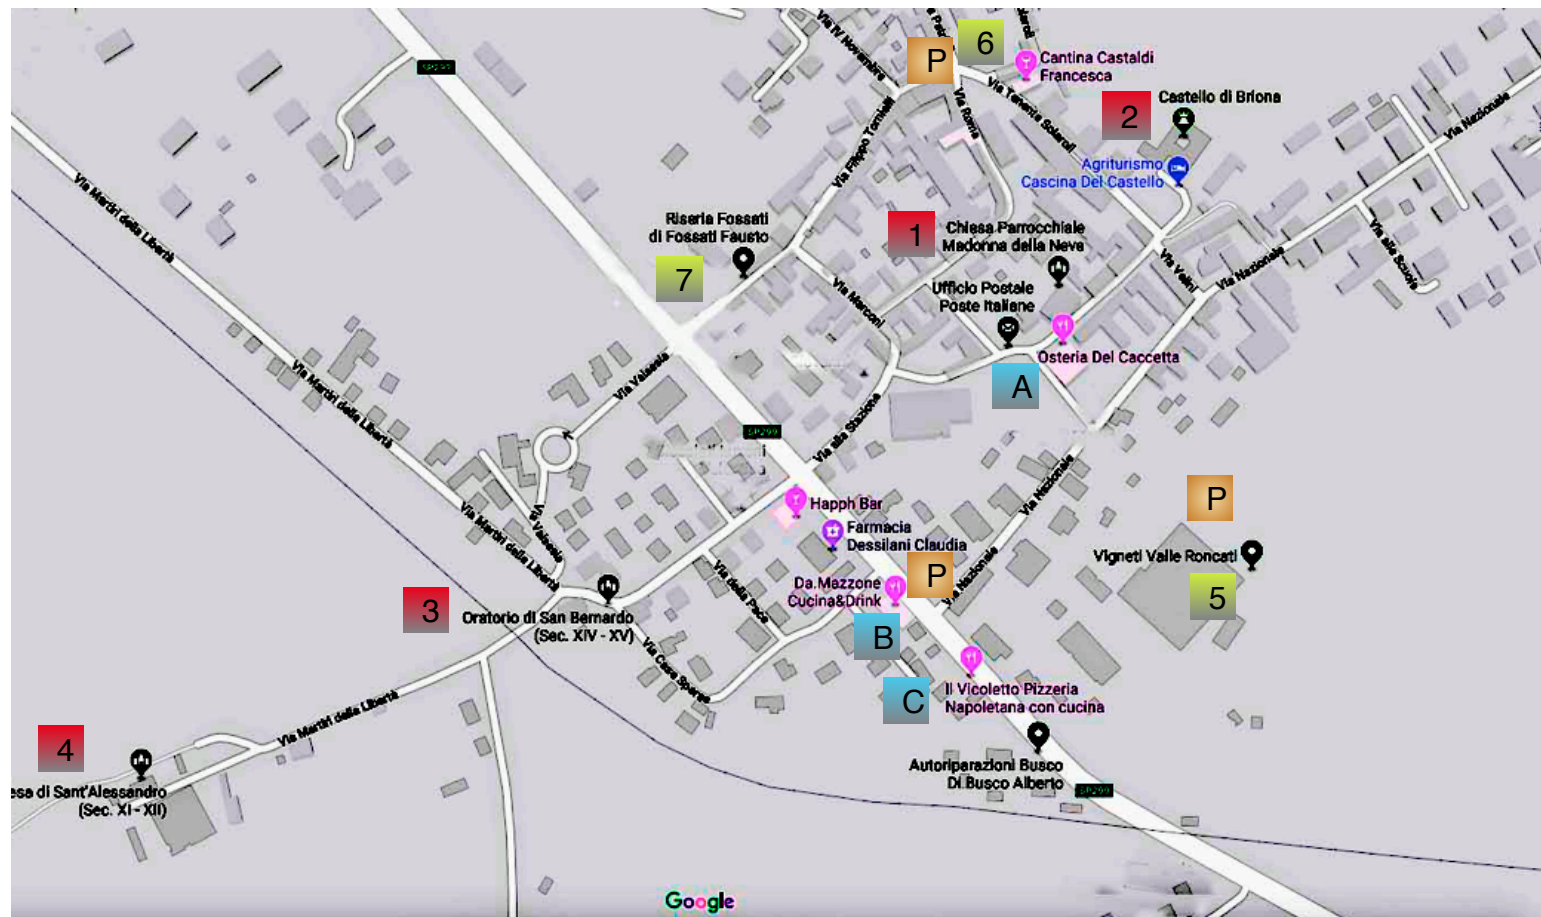 Via IV Novembre
P
6
Cantina Castaldi
Francesca
SP299
Via Tenente Solaroli
Via Roma
2
Castello di Briona
Via Nazionale
Via Filippo Tornielli
Agriturismo
Cascina Del Castello
Via Martiri della Libertà
Riseria Fossati
di Fossati Fausto
1
Chiesa Parrocchiale
Madonna della Neve
Via alle Scuole
7
Via Marconi
Ufficio Postale
Poste Italiane
Via Velni
Via Nazionale
Osteria Del Caccetta
A
Via Valsesia
Via Martiri della Libertà
SP299
Via alla Stazione
Via Nazionale
P
Happh Bar
Farmacia
Dessilani Claudia
Via Martiri della Libertà
Via Valsesia
Vigneti Valle Roncati
5
P
Via Nazionale
Da Mazzone
Cucina&Drink
Via della Pace
3
Oratorio di San Bernardo
(Sec. XIV - XV)
B
Via Case Sparse
C
Il Vicoletto Pizzeria
Napoletana con cucina
Via Martiri della Libertà
4
esa di Sant'Alessandro
(Sec. XI - XII)
Autoriparazioni Busco
Di Busco Alberto
SP299
Google